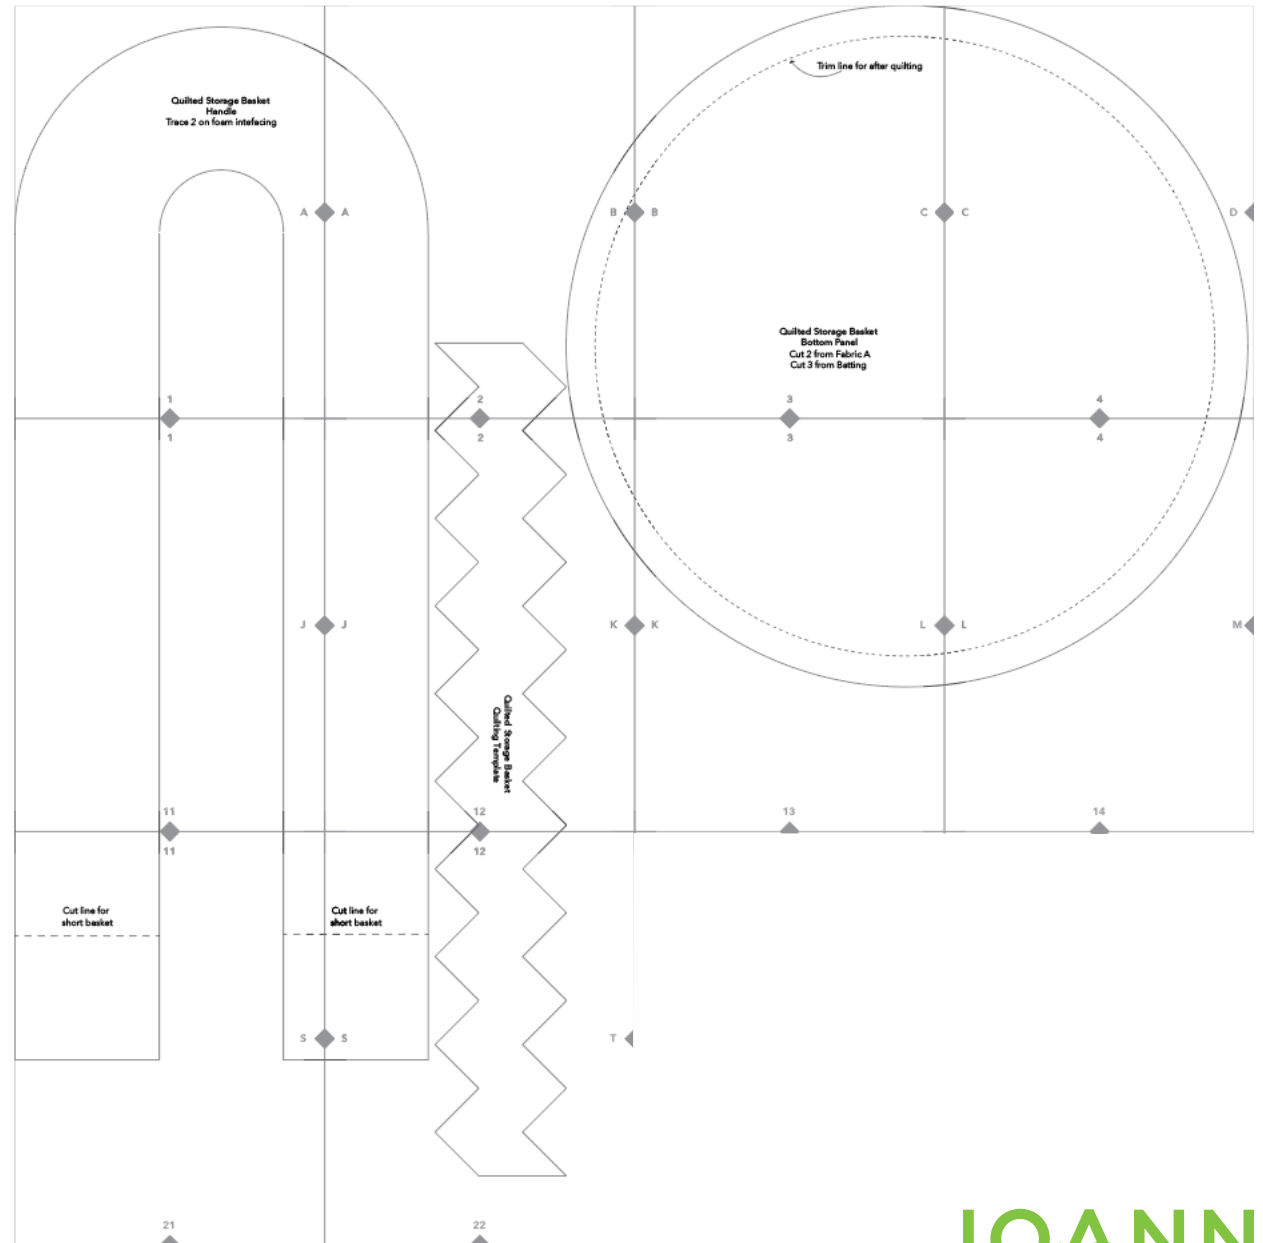 Quilted Storage Basket
Handle
Trace 2 on foam intefacing
Trim line for after quilting
A A
B B
C C
D
Quilted Storage Basket
Bottom Panel
Cut 2 from Fabric A
Cut 3 from Batting
1
1
2
2
3
3
4
4
J J
K K
L L
M
Quilted Storage Basket
Quilting Template
11
11
12
12
13
14
Cut line for
short basket
Cut line for
short basket
S S
T
21
22
JOANN